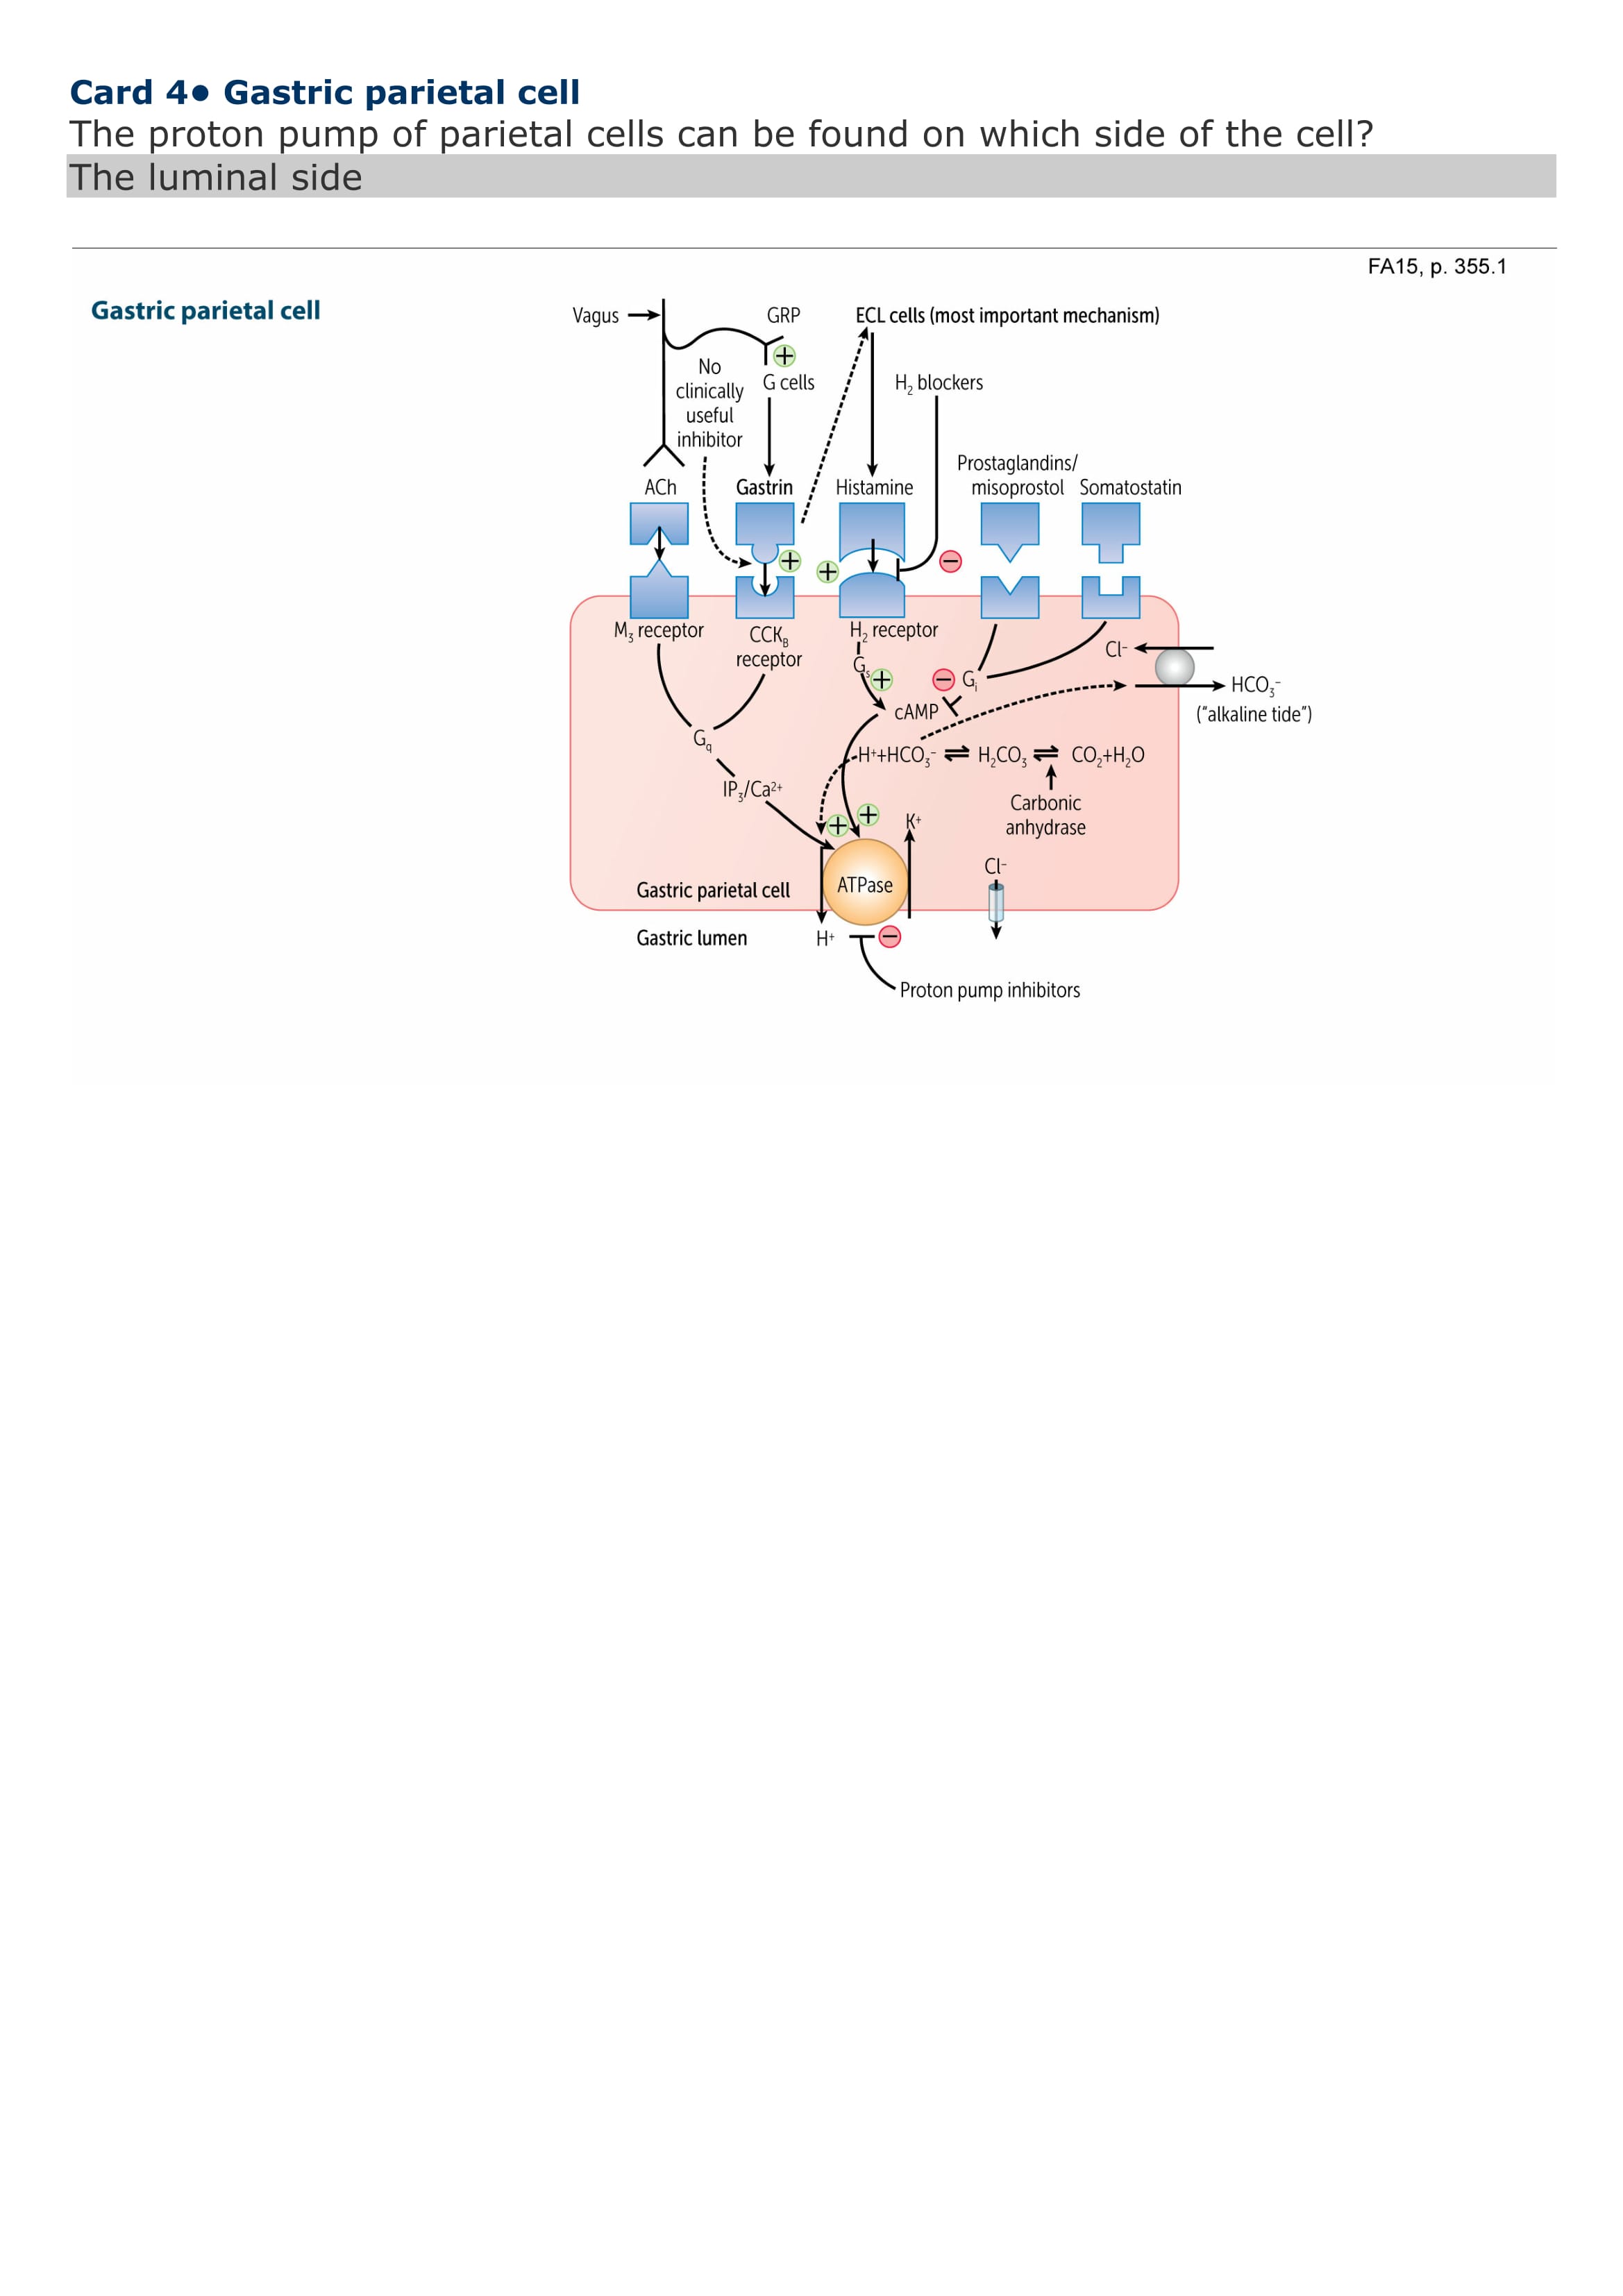 Card 4● Gastric parietal cell
The proton pump of parietal cells can be found on which side of the cell?
The luminal side
FA15, p. 355.1
Gastric parietal cell
Vagus
GRP
ECL cells (most important mechanism)
No
clinically
useful
inhibitor
G cells
H₂ blockers
Prostaglandins/
misoprostol
Somatostatin
ACh
Gastrin
Histamine
+
+
+
−
M₃ receptor
CCK_B
receptor
H₂ receptor
Cl⁻
Gₛ
+
−
Gᵢ
HCO₃⁻
("alkaline tide")
cAMP
G_q
H⁺+HCO₃⁻ ⇌ H₂CO₃ ⇌ CO₂+H₂O
IP₃/Ca²⁺
Carbonic
anhydrase
+
+
K⁺
Cl⁻
ATPase
Gastric parietal cell
Gastric lumen
H⁺
−
Proton pump inhibitors